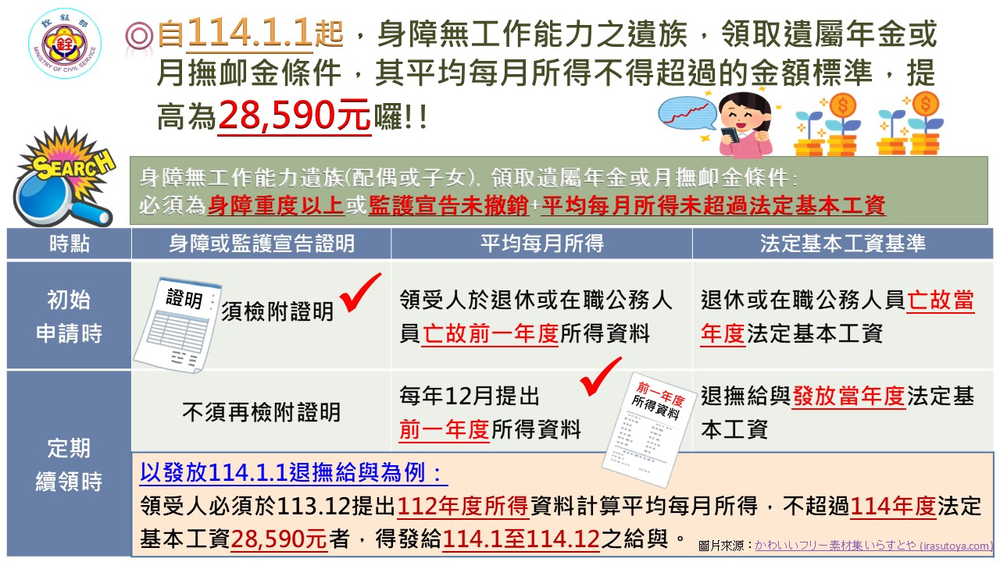 銓敘部
銓
MINISTRY OF CIVIL SERVICE
◎自114.1.1起，身障無工作能力之遺族，領取遺屬年金或
月撫卹金條件，其平均每月所得不得超過的金額標準，提
高為28,590元囉!!
SEARCH
身障無工作能力遺族(配偶或子女)，領取遺屬年金或月撫卹金條件：
必須為身障重度以上或監護宣告未撤銷+平均每月所得未超過法定基本工資
時點 身障或監護宣告證明 平均每月所得 法定基本工資基準
初始
申請時
證明
須檢附證明
領受人於退休或在職公務人
員亡故前一年度所得資料
退休或在職公務人員亡故當
年度法定基本工資
定期
續領時
不須再檢附證明
每年12月提出
前一年度所得資料
前一年度
所得資料
退撫給與發放當年度法定基
本工資
以發放114.1.1退撫給與為例：
領受人必須於113.12提出112年度所得資料計算平均每月所得，不超過114年度法定
基本工資28,590元者，得發給114.1至114.12之給與。
圖片來源：かわいいフリー素材集いらすとや (irasutoya.com)